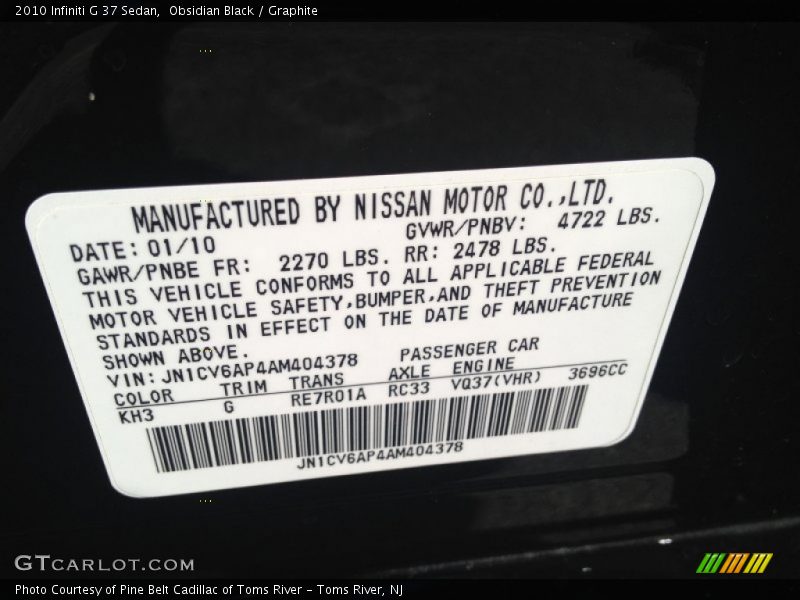 2010 Infiniti G 37 Sedan,  Obsidian Black / Graphite
MANUFACTURED BY NISSAN MOTOR CO.,LTD.
DATE: 01/10 GVWR/PNBV: 4722 LBS.
GAWR/PNBE FR: 2270 LBS. RR: 2478 LBS.
THIS VEHICLE CONFORMS TO ALL APPLICABLE FEDERAL
MOTOR VEHICLE SAFETY,BUMPER,AND THEFT PREVENTION
STANDARDS IN EFFECT ON THE DATE OF MANUFACTURE
SHOWN ABOVE.
VIN: JN1CV6AP4AM404378 PASSENGER CAR
COLOR TRIM TRANS AXLE ENGINE
KH3 G RE7R01A RC33 VQ37(VHR) 3696CC
JN1CV6AP4AM404378
GTCARLOT.COM
Photo Courtesy of Pine Belt Cadillac of Toms River - Toms River, NJ